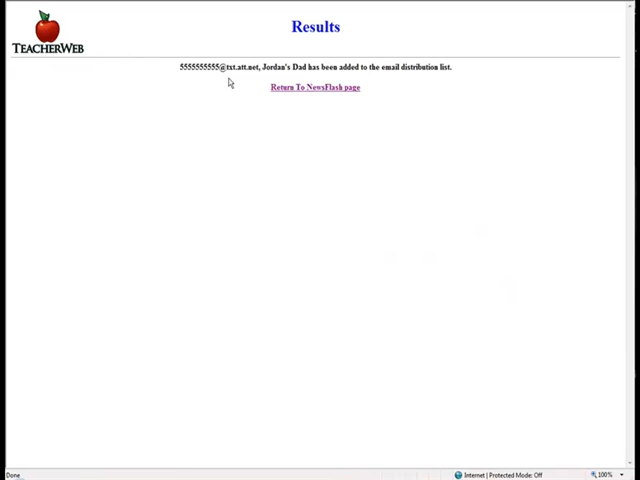 Results
TEACHERWEB
5555555555@txt.att.net, Jordan's Dad has been added to the email distribution list.
Return To NewsFlash page
Done
Internet | Protected Mode: Off
100%